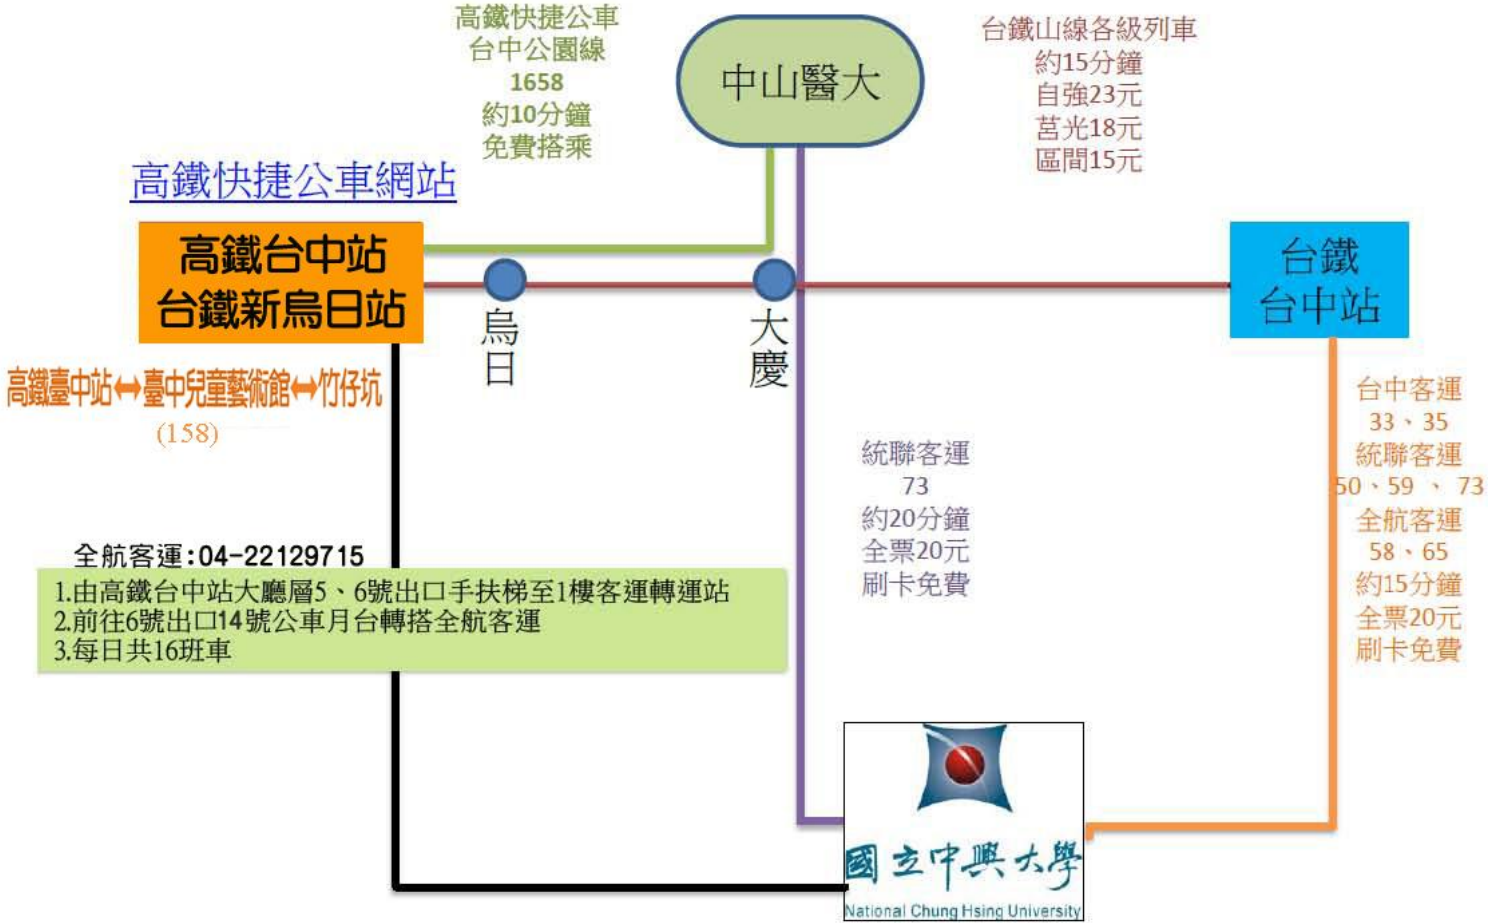 高鐵快捷公車
台中公園線
1658
約10分鐘
免費搭乘
中山醫大
台鐵山線各級列車
約15分鐘
自強23元
莒光18元
區間15元
高鐵快捷公車網站
高鐵台中站
台鐵新烏日站
烏日
大慶
台鐵
台中站
高鐵臺中站⬌臺中兒童藝術館⬌竹仔坑
(158)
統聯客運
73
約20分鐘
全票20元
刷卡免費
台中客運
33、35
統聯客運
50、59 、 73
全航客運
58、65
約15分鐘
全票20元
刷卡免費
全航客運:04-22129715
1.由高鐵台中站大廳層5、6號出口手扶梯至1樓客運轉運站
2.前往6號出口14號公車月台轉搭全航客運
3.每日共16班車
國立中興大學
National Chung Hsing University